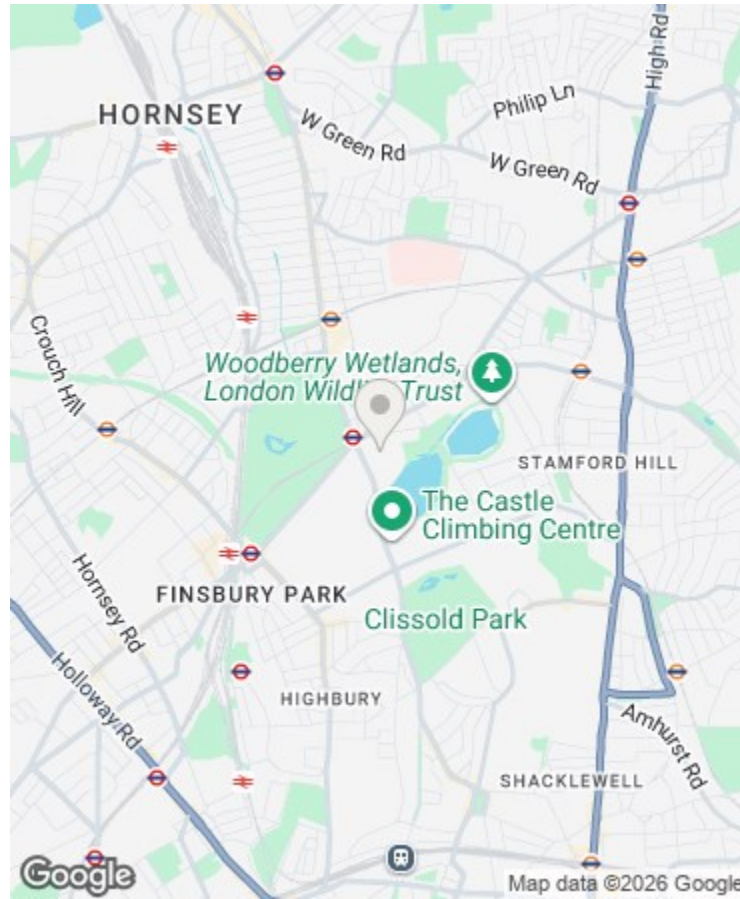 High Rd
HORNSEY
Philip Ln
W Green Rd
W Green Rd
Crouch Hill
Woodberry Wetlands,
London Wildlife Trust
STAMFORD HILL
The Castle
Climbing Centre
Hornsey Rd
FINSBURY PARK
Clissold Park
Holloway Rd
HIGHBURY
Amhurst Rd
SHACKLEWELL
Google
Map data ©2026 Google